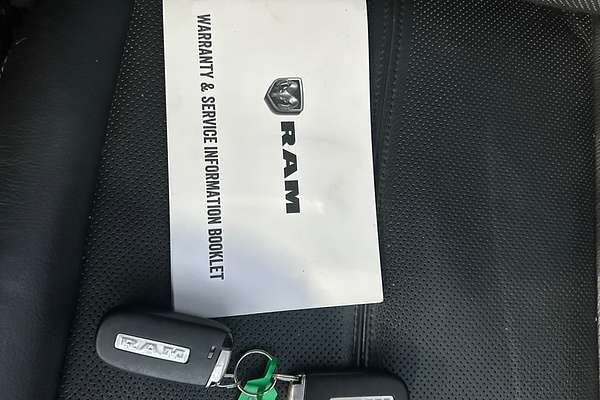 RAM
WARRANTY & SERVICE INFORMATION BOOKLET
RAM